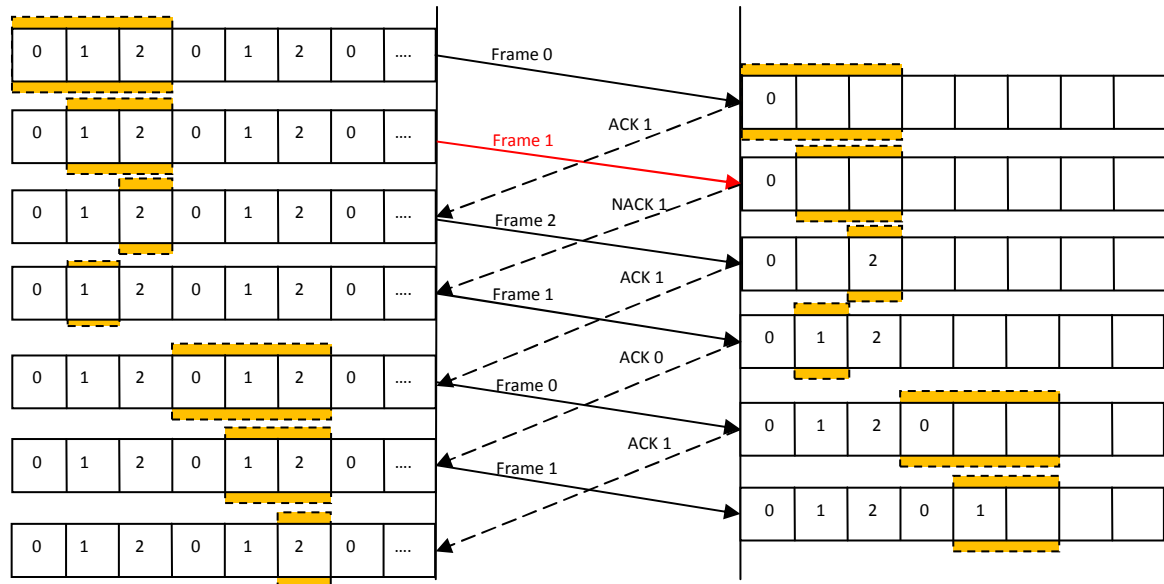 0 1 2 0 1 2 0 ....
Frame 0
0
ACK 1
0 1 2 0 1 2 0 ....
Frame 1
0
NACK 1
0 1 2 0 1 2 0 ....
Frame 2
0 2
ACK 1
0 1 2 0 1 2 0 ....
Frame 1
0 1 2
ACK 0
0 1 2 0 1 2 0 ....
Frame 0
0 1 2 0
ACK 1
0 1 2 0 1 2 0 ....
Frame 1
0 1 2 0 1
0 1 2 0 1 2 0 ....